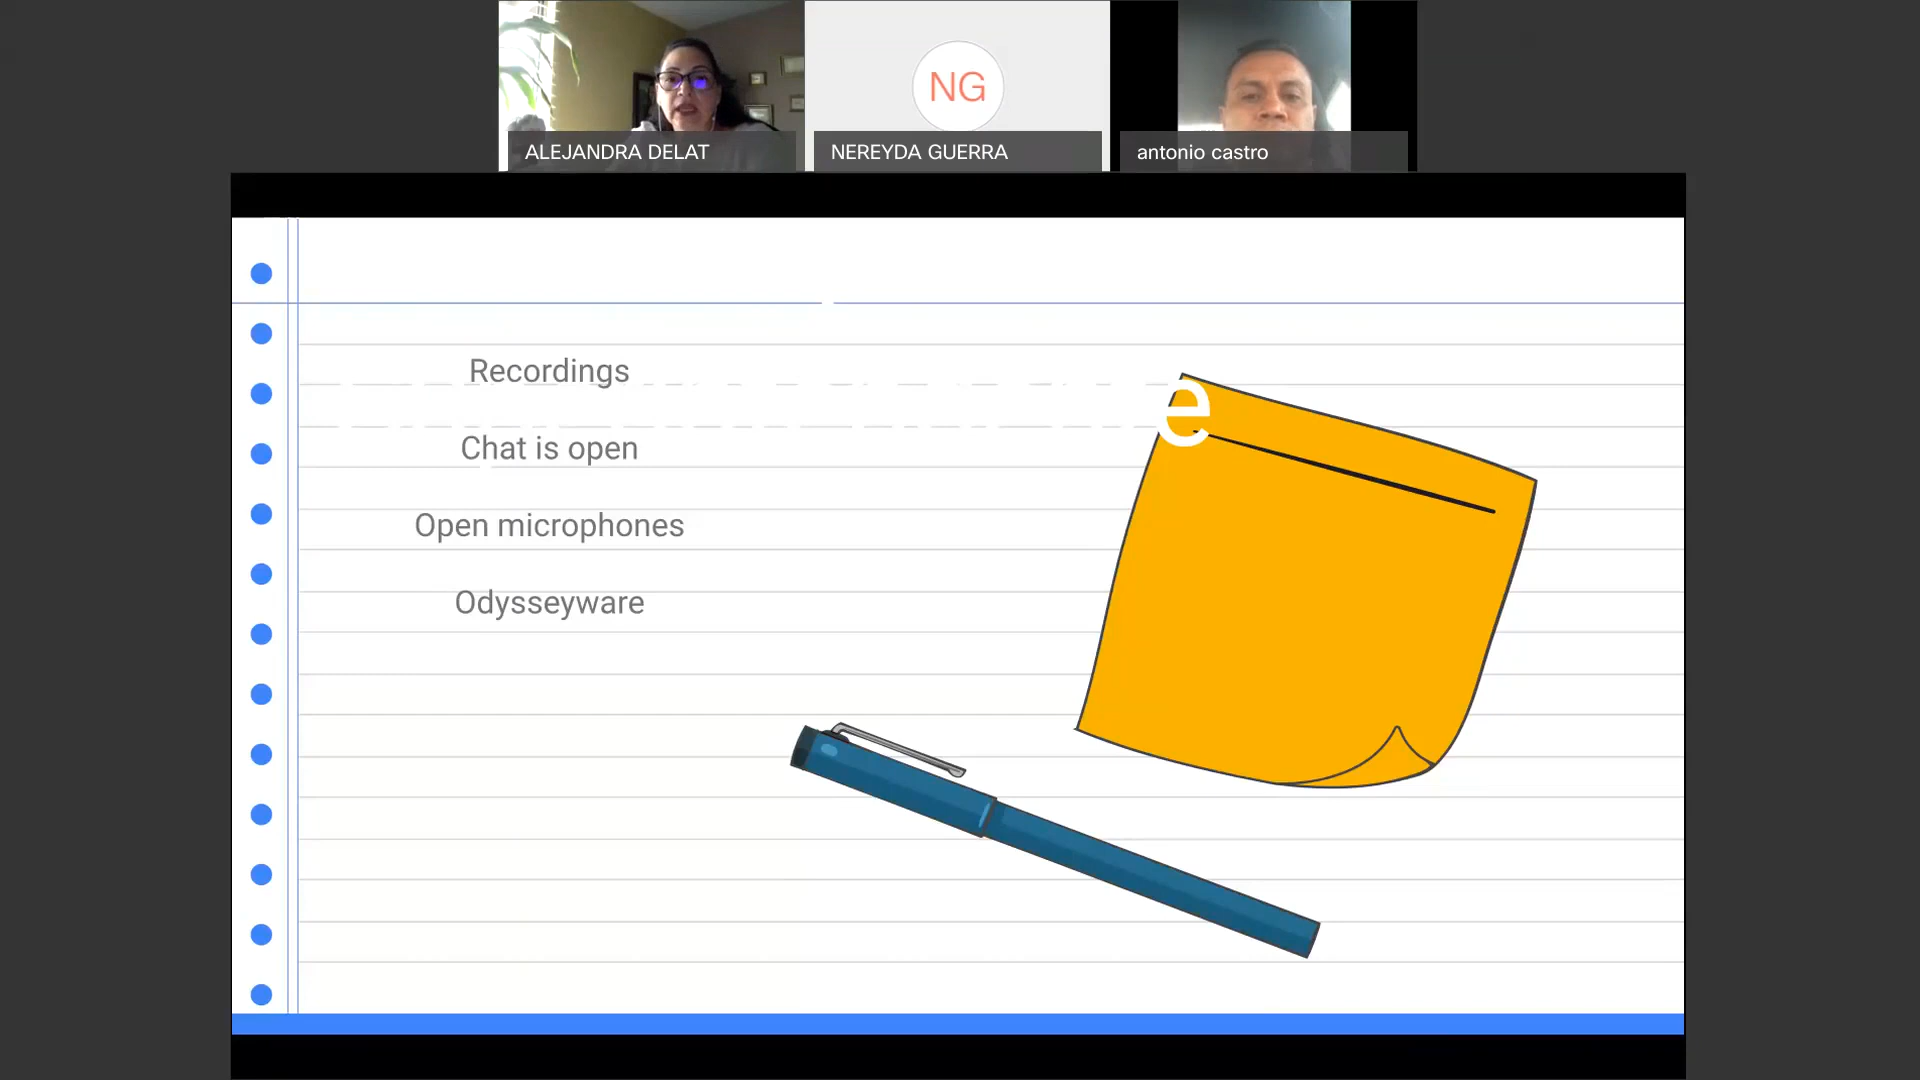 ALEJANDRA DELAT
NG
NEREYDA GUERRA
antonio castro
Recordings
Chat is open
Open microphones
Odysseyware